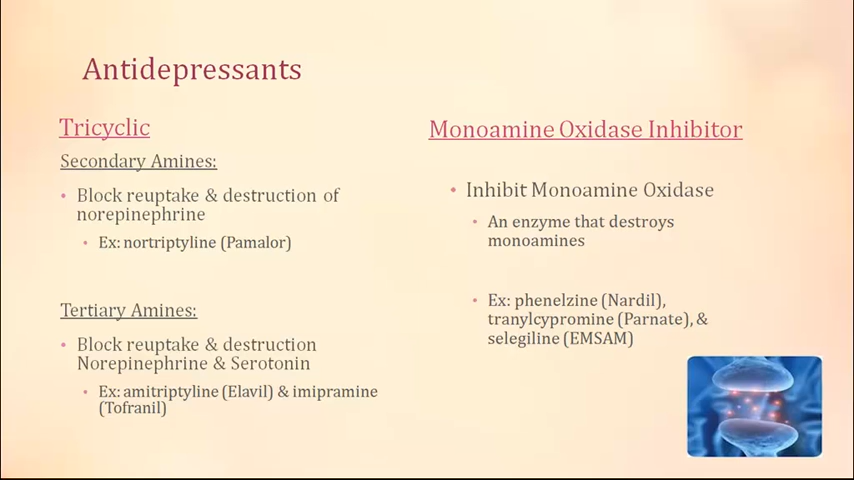 Antidepressants
Tricyclic
Secondary Amines:
• Block reuptake & destruction of
norepinephrine
• Ex: nortriptyline (Pamalor)
Tertiary Amines:
• Block reuptake & destruction
Norepinephrine & Serotonin
• Ex: amitriptyline (Elavil) & imipramine
(Tofranil)
Monoamine Oxidase Inhibitor
• Inhibit Monoamine Oxidase
• An enzyme that destroys
monoamines
• Ex: phenelzine (Nardil),
tranylcypromine (Parnate), &
selegiline (EMSAM)